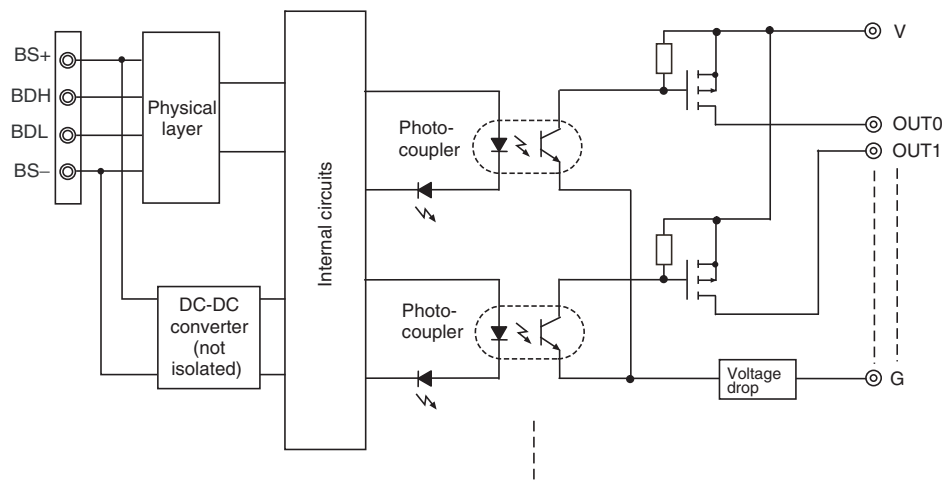 BS+
BDH
BDL
BS–
Physical
layer
DC-DC
converter
(not
isolated)
Internal circuits
Photo-
coupler
Photo-
coupler
Voltage
drop
V
OUT0
OUT1
G